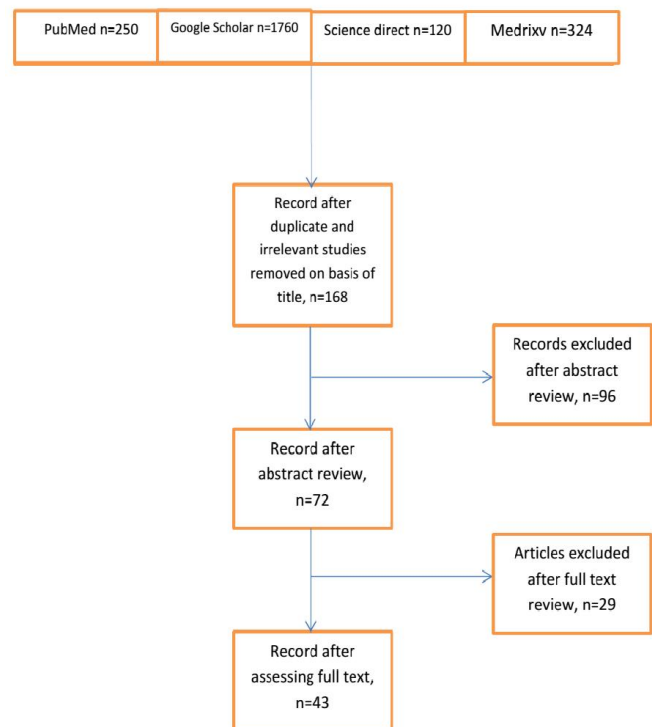 PubMed n=250
Google Scholar n=1760
Science direct n=120
Medrixv n=324
Record after
duplicate and
irrelevant studies
removed on basis of
title, n=168
Records excluded
after abstract
review, n=96
Record after
abstract review,
n=72
Articles excluded
after full text
review, n=29
Record after
assessing full text,
n=43